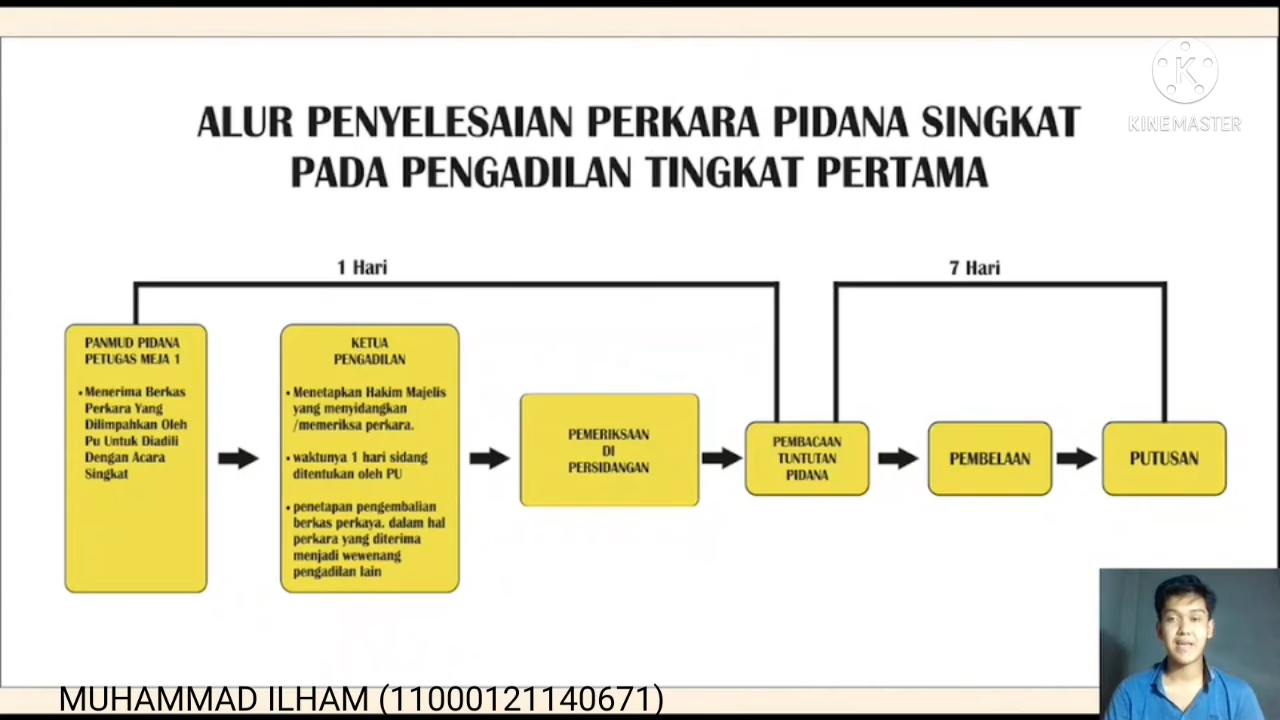 KINEMASTER
ALUR PENYELESAIAN PERKARA PIDANA SINGKAT
PADA PENGADILAN TINGKAT PERTAMA
1 Hari
7 Hari
PANMUD PIDANA
PETUGAS MEJA 1
• Menerima Berkas
Perkara Yang
Dilimpahkan Oleh
Pu Untuk Diadili
Dengan Acara
Singkat
KETUA
PENGADILAN
• Menetapkan Hakim Majelis
yang menyidangkan
/memeriksa perkara.
• waktunya 1 hari sidang
ditentukan oleh PU
• penetapan pengembalian
berkas perkaya. dalam hal
perkara yang diterima
menjadi wewenang
pengadilan lain
PEMERIKSAAN
DI
PERSIDANGAN
PEMBACAAN
TUNTUTAN
PIDANA
PEMBELAAN
PUTUSAN
MUHAMMAD ILHAM (11000121140671)